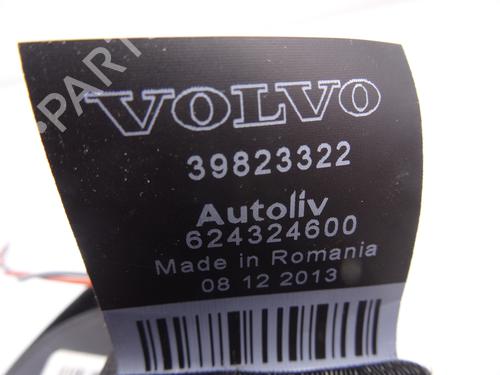 VOLVO
39823322
Autoliv
624324600
Made in Romania
08 12 2013